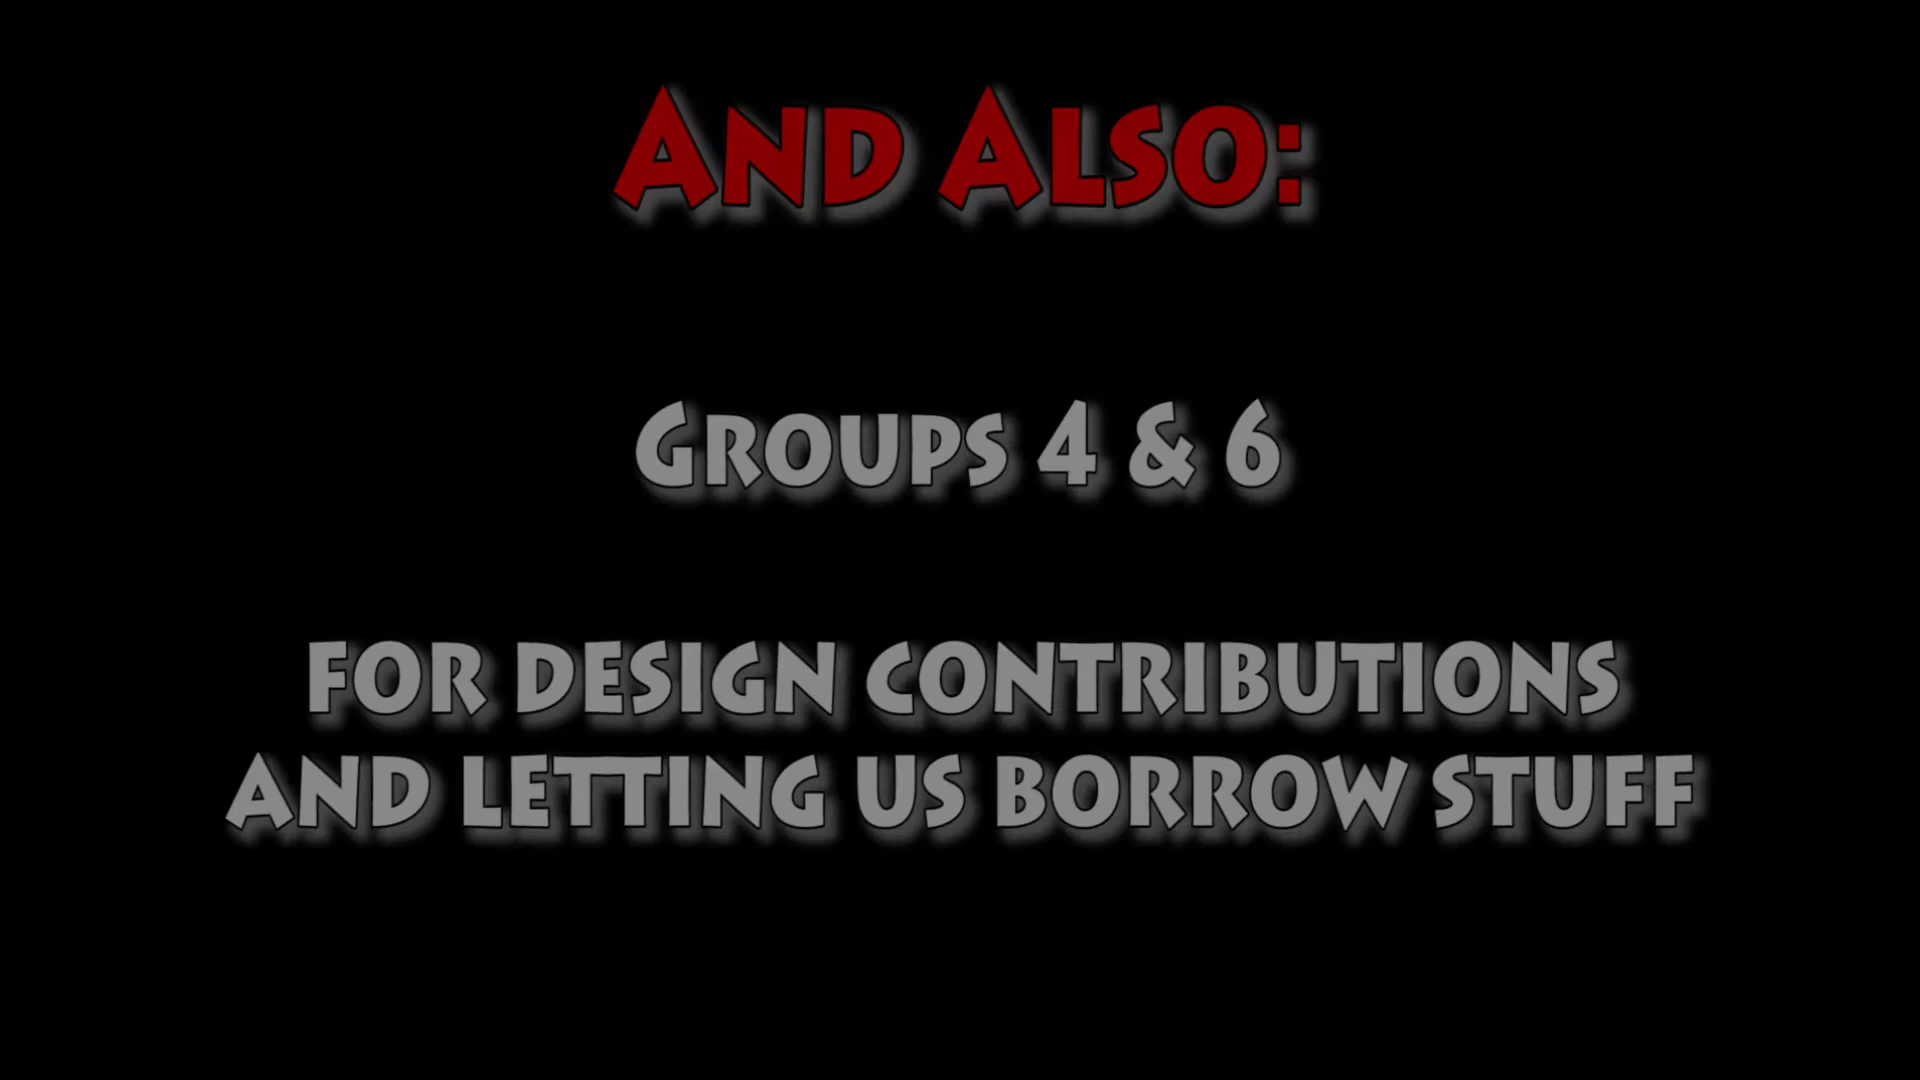 And Also:
Groups 4 & 6
for design contributions
and letting us borrow stuff